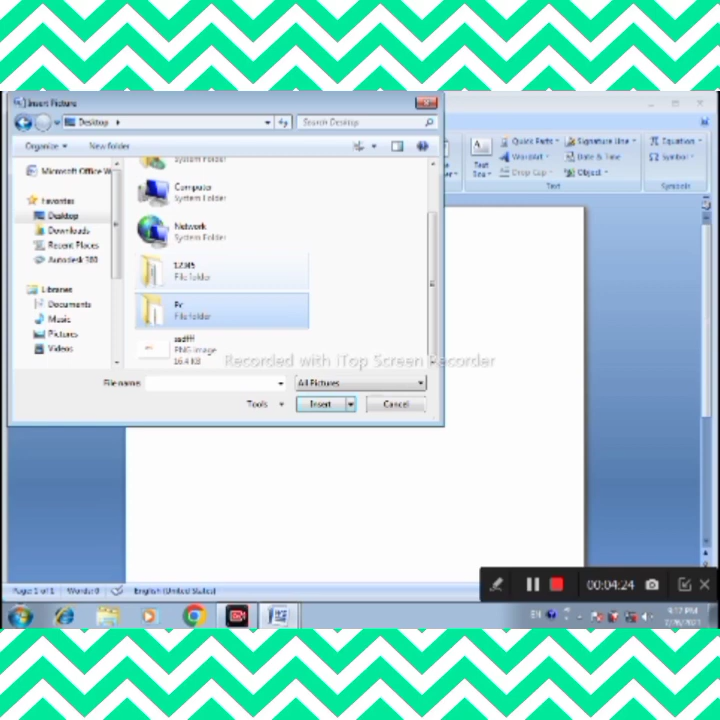 Insert Picture
Desktop
Search Desktop
Organize
New folder
Quick Parts
Signature Line
Equation
WordArt
Date & Time
Symbol
Drop Cap
Object
Text
Text
Symbols
Microsoft Office W
System Folder
Computer
System Folder
Favorites
Desktop
Downloads
Recent Places
Autodesk 360
Network
System Folder
12345
File folder
Libraries
Documents
Music
Pictures
Videos
Pc
File folder
PNG image
16.4 KB
Recorded with iTop Screen Recorder
File name:
All Pictures
Tools
Insert
Cancel
Page: 1 of 1
Words: 0
English (United States)
00:04:24
EN
9:17 PM